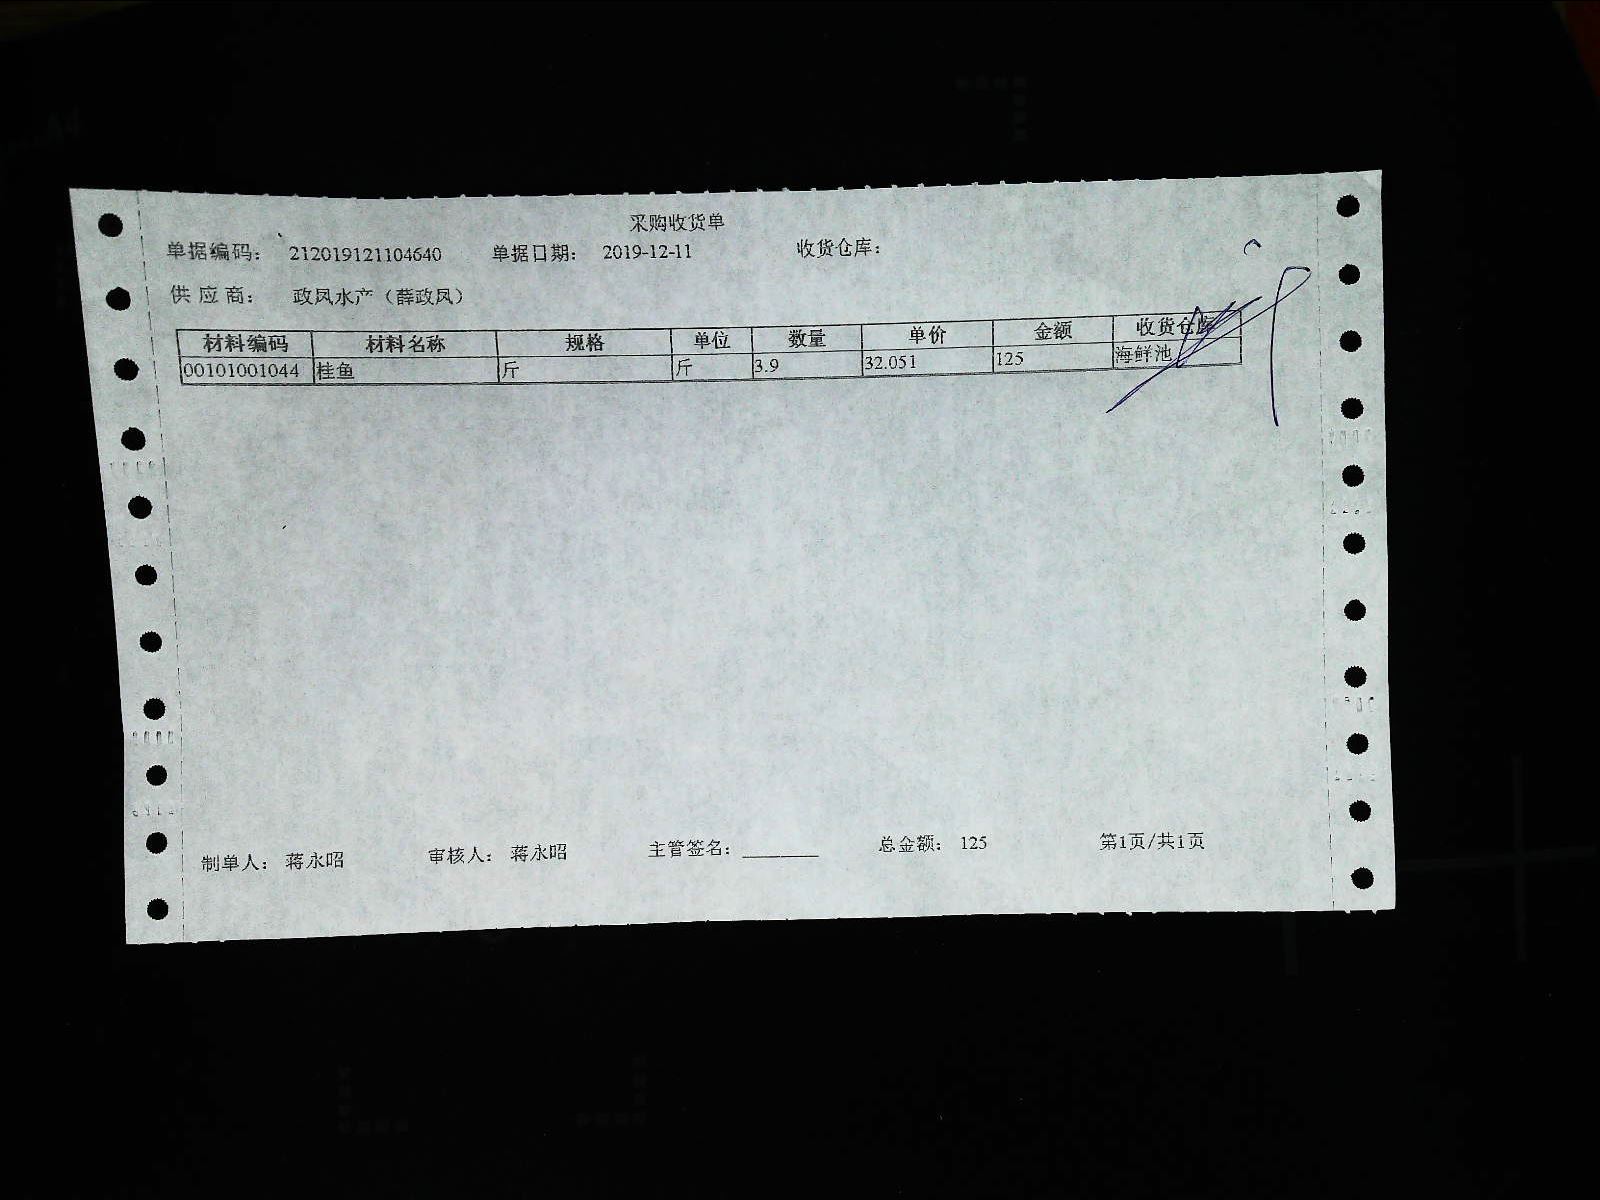 采购收货单
单据编码： 212019121104640 单据日期： 2019-12-11 收货仓库：
供 应 商： 政风水产（薛政风）
材料编码 材料名称 规格 单位 数量 单价 金额 收货仓库
00101001044 桂鱼 斤 斤 3.9 32.051 125 海鲜池
制单人： 蒋永昭 审核人： 蒋永昭 主管签名： 总金额： 125 第1页/共1页